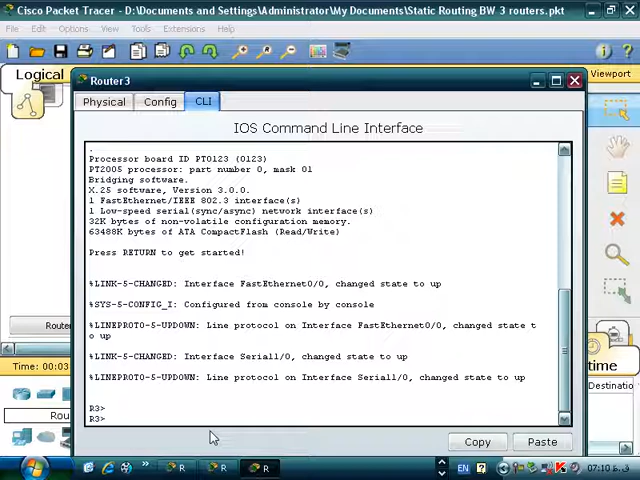 Cisco Packet Tracer - D:\Documents and Settings\Administrator\My Documents\Static Routing BW 3 routers.pkt
File Edit Options View Tools Extensions Help
Logical
Viewport
Router3
Physical Config CLI
IOS Command Line Interface
Processor board ID PT0123 (0123)
PT2005 processor: part number 0, mask 01
Bridging software.
X.25 software, Version 3.0.0.
1 FastEthernet/IEEE 802.3 interface(s)
1 Low-speed serial(sync/async) network interface(s)
32K bytes of non-volatile configuration memory.
63488K bytes of ATA CompactFlash (Read/Write)
Press RETURN to get started!
%LINK-5-CHANGED: Interface FastEthernet0/0, changed state to up
%SYS-5-CONFIG_I: Configured from console by console
%LINEPROTO-5-UPDOWN: Line protocol on Interface FastEthernet0/0, changed state t
o up
%LINK-5-CHANGED: Interface Serial1/0, changed state to up
%LINEPROTO-5-UPDOWN: Line protocol on Interface Serial1/0, changed state to up
R3>
R3>
Copy Paste
Router
Time: 00:03
time
Rou
Destinatio
R R R
EN
07:10